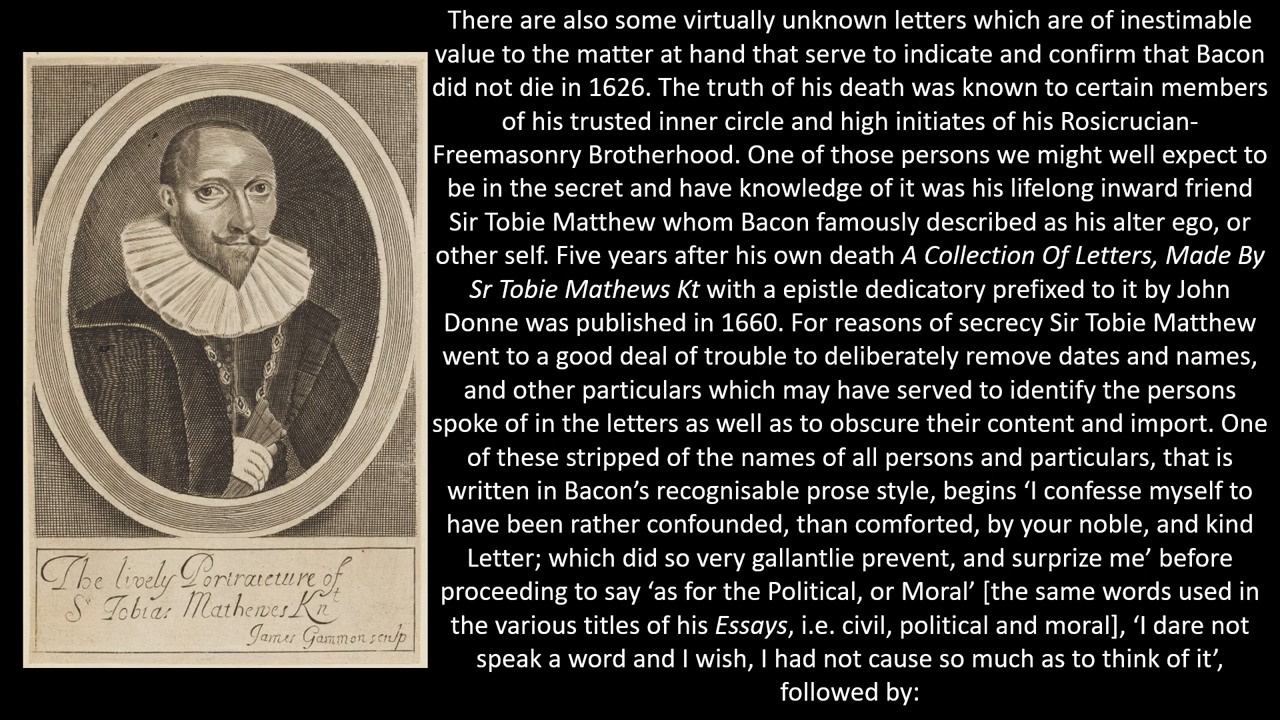 There are also some virtually unknown letters which are of inestimable
value to the matter at hand that serve to indicate and confirm that Bacon
did not die in 1626. The truth of his death was known to certain members
of his trusted inner circle and high initiates of his Rosicrucian-
Freemasonry Brotherhood. One of those persons we might well expect to
be in the secret and have knowledge of it was his lifelong inward friend
Sir Tobie Matthew whom Bacon famously described as his alter ego, or
other self. Five years after his own death A Collection Of Letters, Made By
Sr Tobie Mathews Kt with a epistle dedicatory prefixed to it by John
Donne was published in 1660. For reasons of secrecy Sir Tobie Matthew
went to a good deal of trouble to deliberately remove dates and names,
and other particulars which may have served to identify the persons
spoke of in the letters as well as to obscure their content and import. One
of these stripped of the names of all persons and particulars, that is
written in Bacon’s recognisable prose style, begins ‘I confesse myself to
have been rather confounded, than comforted, by your noble, and kind
Letter; which did so very gallantlie prevent, and surprize me’ before
proceeding to say ‘as for the Political, or Moral’ [the same words used in
the various titles of his Essays, i.e. civil, political and moral], ‘I dare not
speak a word and I wish, I had not cause so much as to think of it’,
followed by:
The lively Portraicture of
Sr Tobias Mathewes Knt
James Gammon sculp